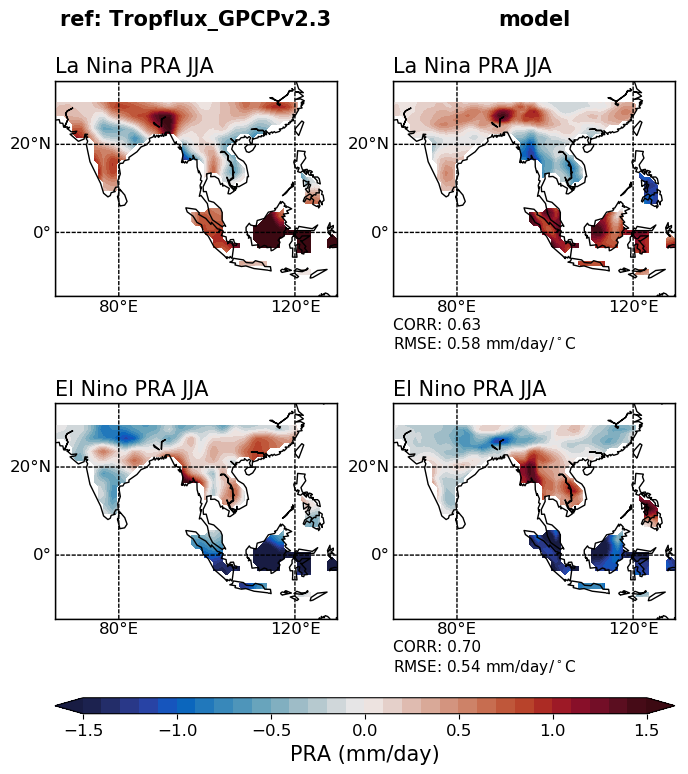 ref: Tropflux_GPCPv2.3
model
La Nina PRA JJA
La Nina PRA JJA
20°N
0°
0°
80°E
120°E
80°E
120°E
CORR: 0.63
RMSE: 0.58 mm/day/°C
El Nino PRA JJA
El Nino PRA JJA
20°N
20°N
0°
0°
80°E
120°E
80°E
120°E
CORR: 0.70
RMSE: 0.54 mm/day/°C
−1.5 −1.0 −0.5 0.0 0.5 1.0 1.5
PRA (mm/day)